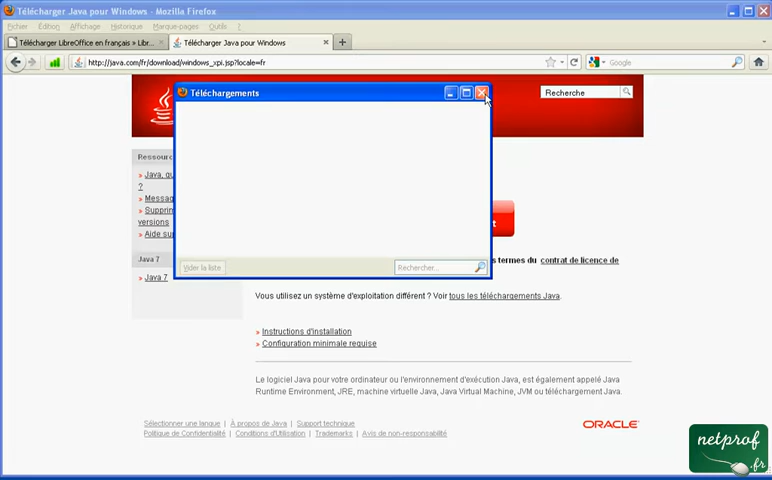 Télécharger Java pour Windows - Mozilla Firefox
Fichier Édition Affichage Historique Marque-pages Outils ?
Télécharger LibreOffice en français » Libr... Télécharger Java pour Windows
http://java.com/fr/download/windows_xpi.jsp?locale=fr Google
Téléchargements
Recherche
Ressourc
Java, qu
?
Messag
Supprim
versions
Aide sup
Java 7
Java 7
t
s termes du contrat de licence de
Vider la liste Rechercher...
Vous utilisez un système d'exploitation différent ? Voir tous les téléchargements Java.
Instructions d'installation
Configuration minimale requise
Le logiciel Java pour votre ordinateur ou l'environnement d'exécution Java, est également appelé Java
Runtime Environment, JRE, machine virtuelle Java, Java Virtual Machine, JVM ou téléchargement Java.
Sélectionner une langue | À propos de Java | Support technique
Politique de Confidentialité | Conditions d'Utilisation | Trademarks | Avis de non-responsabilité
ORACLE
netprof
.fr